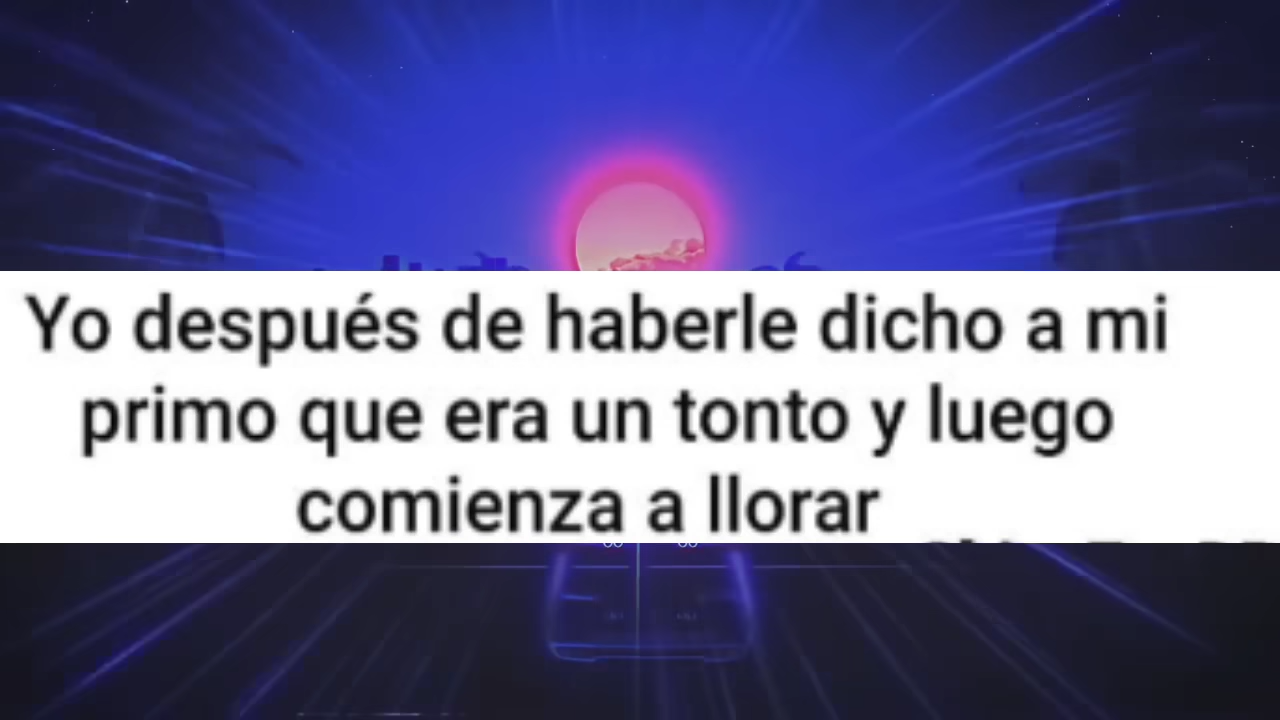 Yo después de haberle dicho a mi
primo que era un tonto y luego
comienza a llorar